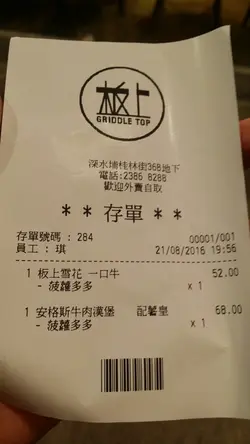 板上
GRIDDLE TOP
深水埗桂林街36B地下
電話:2386 8288
歡迎外賣自取
** 存單 **
存單號碼 : 284 00001/001
員工 : 琪 21/08/2016 19:56
1 板上雪花 一口牛 52.00
- 菠蘿多多 x 1
1 安格斯牛肉漢堡 配薯皇 68.00
- 菠蘿多多 x 1